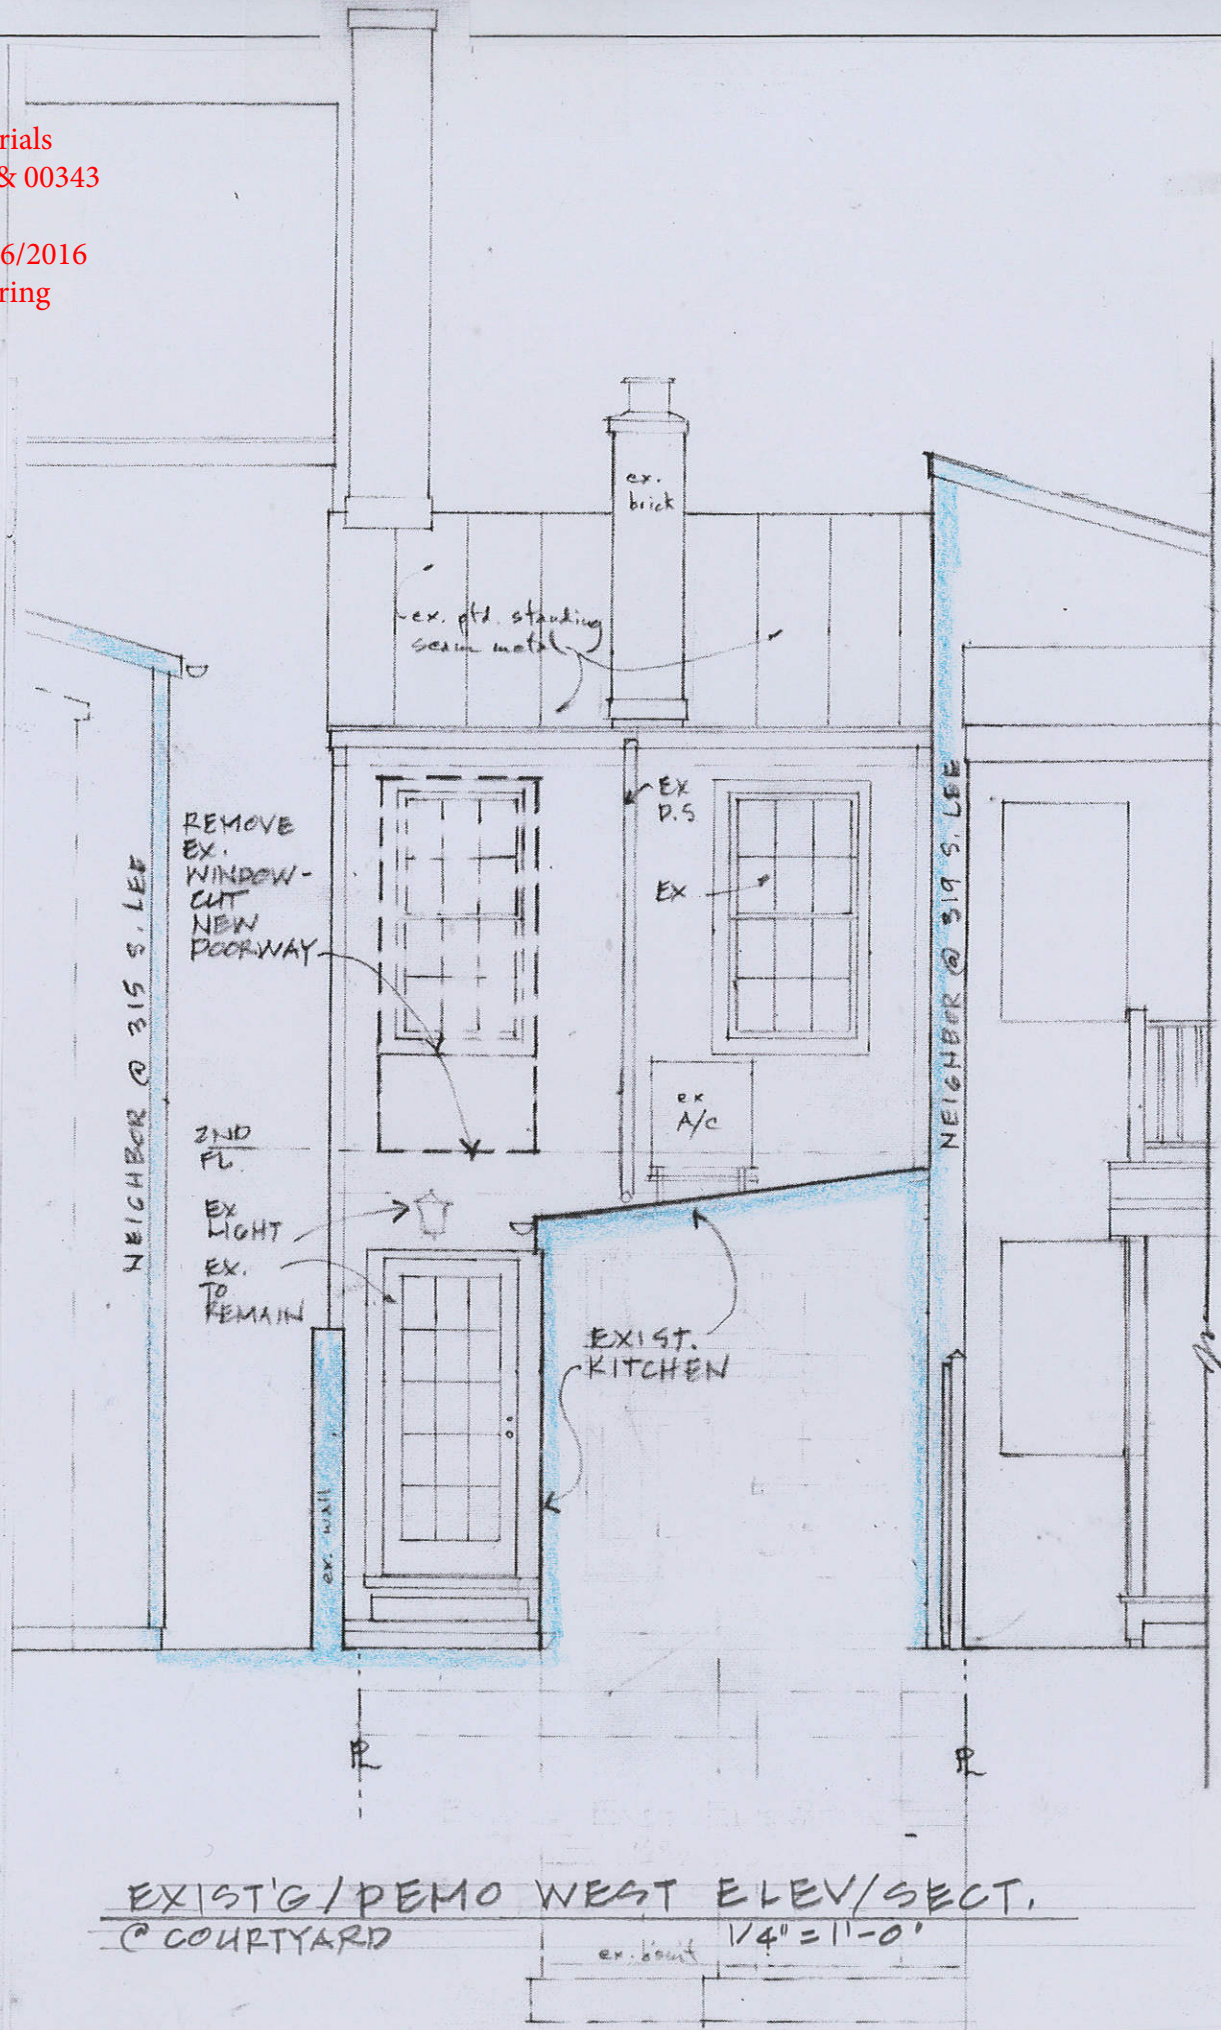 rials
& 00343
6/2016
ring
ex.
brick
ex. ptd. standing
seam metal
REMOVE
EX.
WINDOW-
CUT
NEW
DOORWAY
EX
D.S
EX
ex
A/C
NEIGHBOR @ 315 S. LEE
NEIGHBOR @ 319 S. LEE
2ND
FL.
EX
LIGHT
EX.
TO
REMAIN
EXIST.
KITCHEN
ex. wall
PL
PL
EXIST'G/DEMO WEST ELEV/SECT.
@ COURTYARD
1/4" = 1'-0"